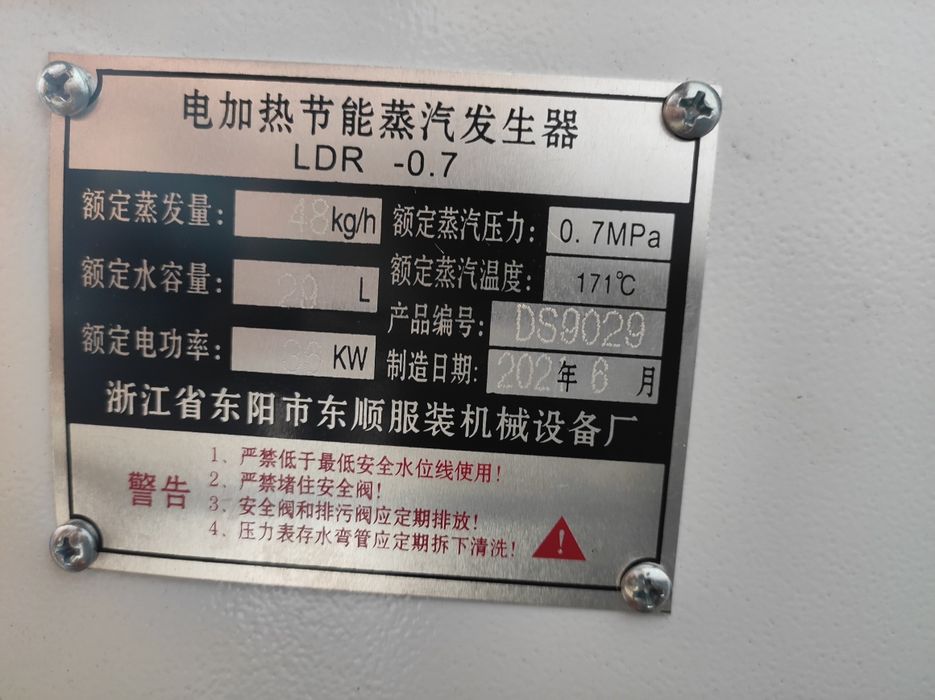 电加热节能蒸汽发生器
LDR -0.7
额定蒸发量: 48 kg/h
额定蒸汽压力: 0.7MPa
额定水容量: 29 L
额定蒸汽温度: 171℃
产品编号: DS9029
额定电功率: KW
制造日期: 202 年 6 月
浙江省东阳市东顺服装机械设备厂
警告
1、严禁低于最低安全水位线使用!
2、严禁堵住安全阀!
3、安全阀和排污阀应定期排放!
4、压力表存水弯管应定期拆下清洗!